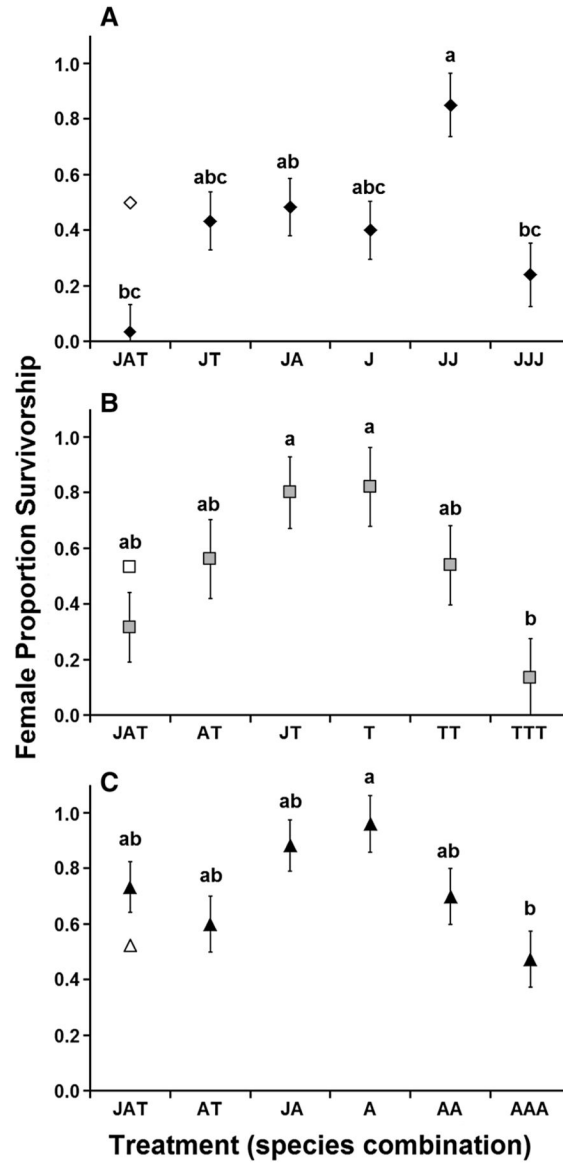 A
1.0
0.8
0.6
0.4
0.2
0.0
bc
abc
ab
abc
a
bc
JAT JT JA J JJ JJJ
Female Proportion Survivorship
B
1.0
0.8
0.6
0.4
0.2
0.0
ab
ab
a
a
ab
b
JAT AT JT T TT TTT
C
1.0
0.8
0.6
0.4
0.2
0.0
ab
ab
ab
a
ab
b
JAT AT JA A AA AAA
Treatment (species combination)